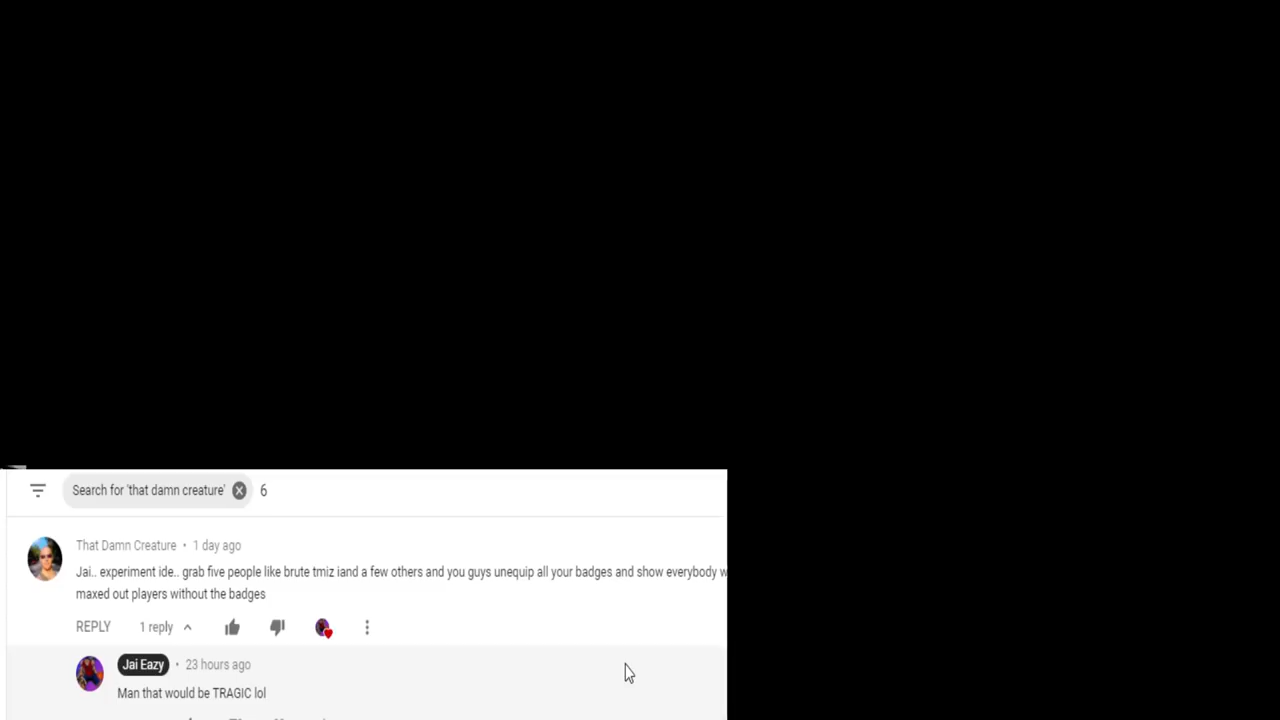 Search for 'that damn creature' 6
That Damn Creature • 1 day ago
Jai.. experiment ide.. grab five people like brute tmiz iand a few others and you guys unequip all your badges and show everybody
maxed out players without the badges
REPLY 1 reply
Jai Eazy • 23 hours ago
Man that would be TRAGIC lol